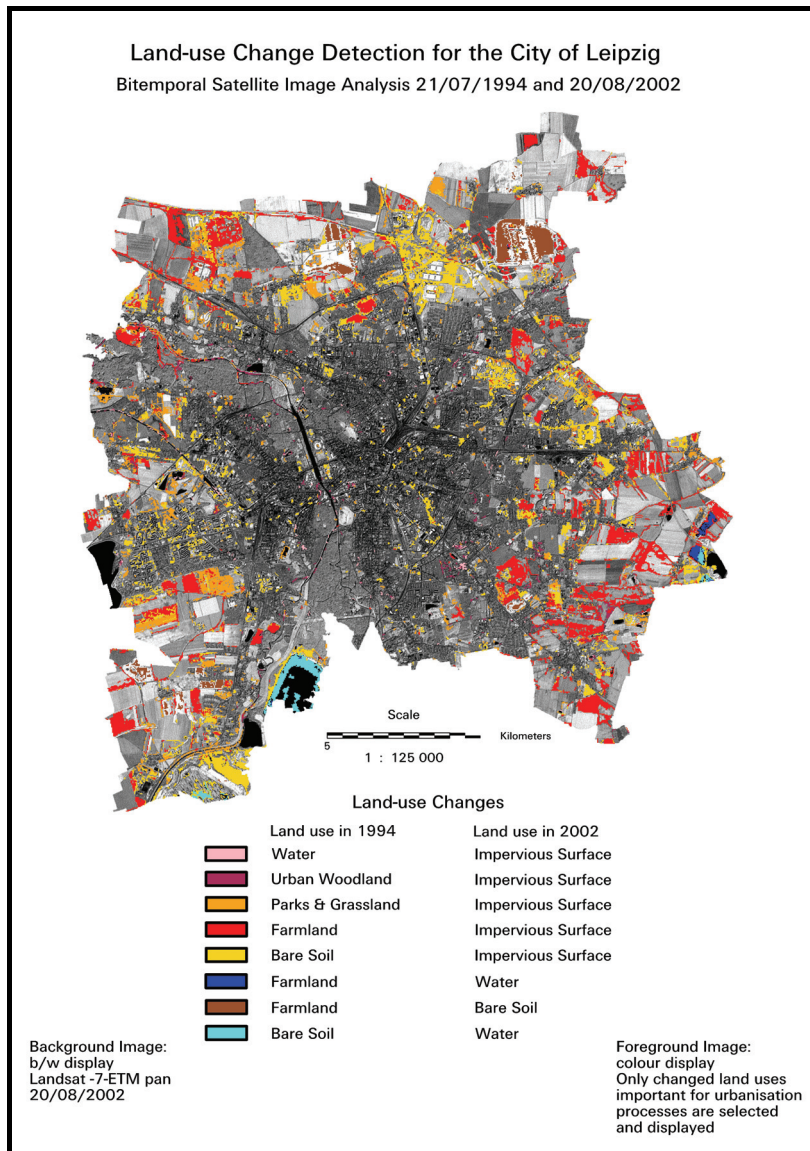 Land-use Change Detection for the City of Leipzig
Bitemporal Satellite Image Analysis 21/07/1994 and 20/08/2002
Scale
5
Kilometers
1 : 125 000
Land-use Changes
Land use in 1994 Land use in 2002
Water Impervious Surface
Urban Woodland Impervious Surface
Parks & Grassland Impervious Surface
Farmland Impervious Surface
Bare Soil Impervious Surface
Farmland Water
Farmland Bare Soil
Bare Soil Water
Background Image:
b/w display
Landsat -7-ETM pan
20/08/2002
Foreground Image:
colour display
Only changed land uses
important for urbanisation
processes are selected
and displayed